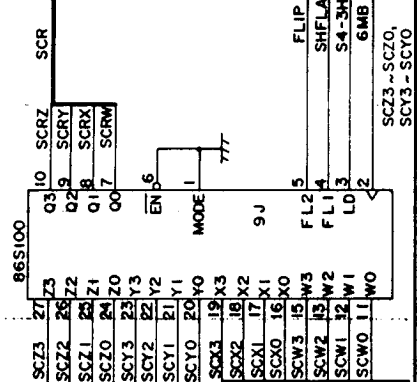 86S100
SCZ3 27 Z3
SCZ2 26 Z2
SCZ1 25 Z1
SCZ0 24 Z0
SCY3 23 Y3
SCY2 22 Y2
SCY1 21 Y1
SCY0 20 Y0
SCX3 19 X3
SCX2 18 X2
SCX1 17 X1
SCX0 16 X0
SCW3 15 W3
SCW2 13 W2
SCW1 12 W1
SCW0 11 W0
Q3 10 SCRZ
Q2 9 SCRY
Q1 8 SCRX
Q0 7 SCRW
SCR
EN 6
MODE 1
9J
FL2 5 FLIP
FL1 4 SHFLA
LD 3 S4-3H
2 6MB
SCZ3~SCZ0,
SCY3~SCY0